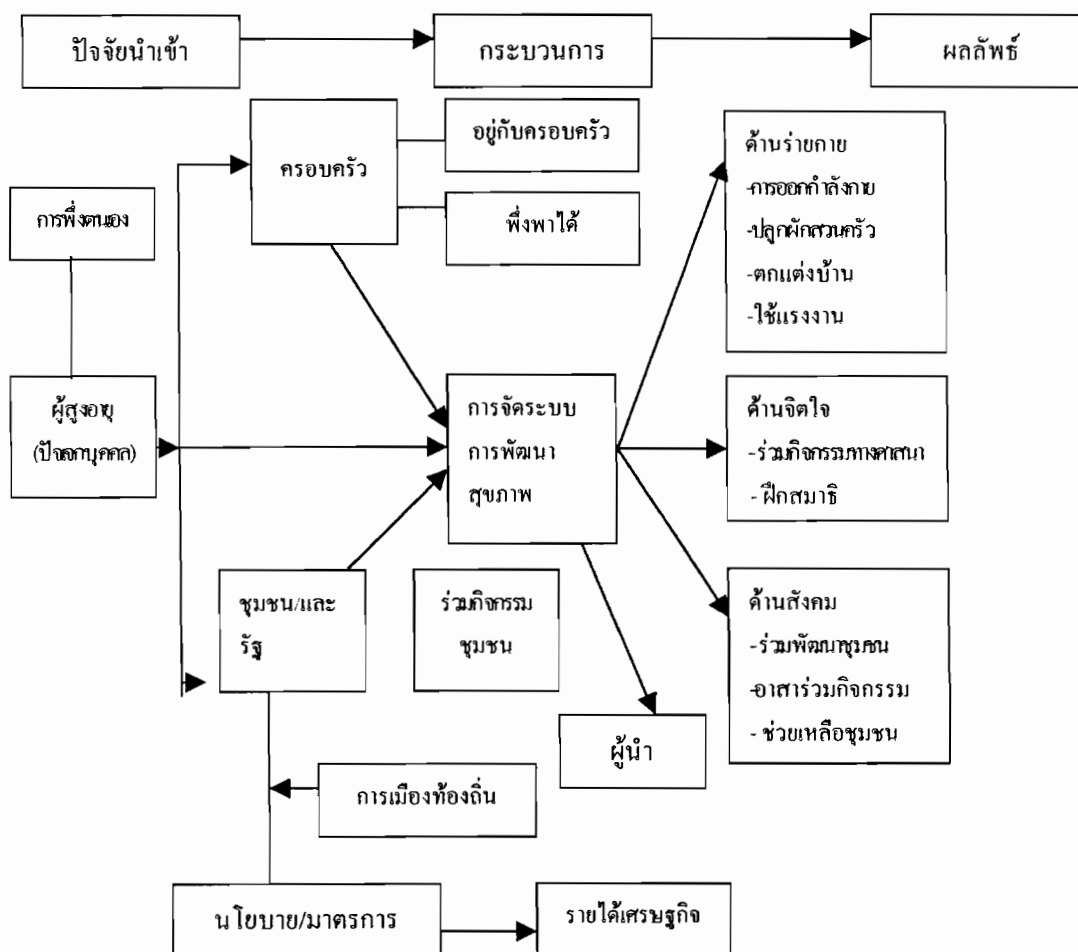 ปัจจัยนำเข้า
กระบวนการ
ผลลัพธ์
ครอบครัว
อยู่กับครอบครัว
พึ่งพาได้
การพึ่งตนเอง
ผู้สูงอายุ
(ปัจเจกบุคคล)
การจัดระบบ
การพัฒนา
สุขภาพ
ด้านร่ายกาย
-การออกกำลังกาย
-ปลูกผักสวนครัว
-ตกแต่งบ้าน
-ใช้แรงงาน
ด้านจิตใจ
-ร่วมกิจกรรมทางศาสนา
- ฝึกสมาธิ
ชุมชน/และ
รัฐ
ร่วมกิจกรรม
ชุมชน
ด้านสังคม
-ร่วมพัฒนาชุมชน
-อาสาร่วมกิจกรรม
- ช่วยเหลือชุมชน
ผู้นำ
การเมืองท้องถิ่น
นโยบาย/มาตรการ
รายได้เศรษฐกิจ